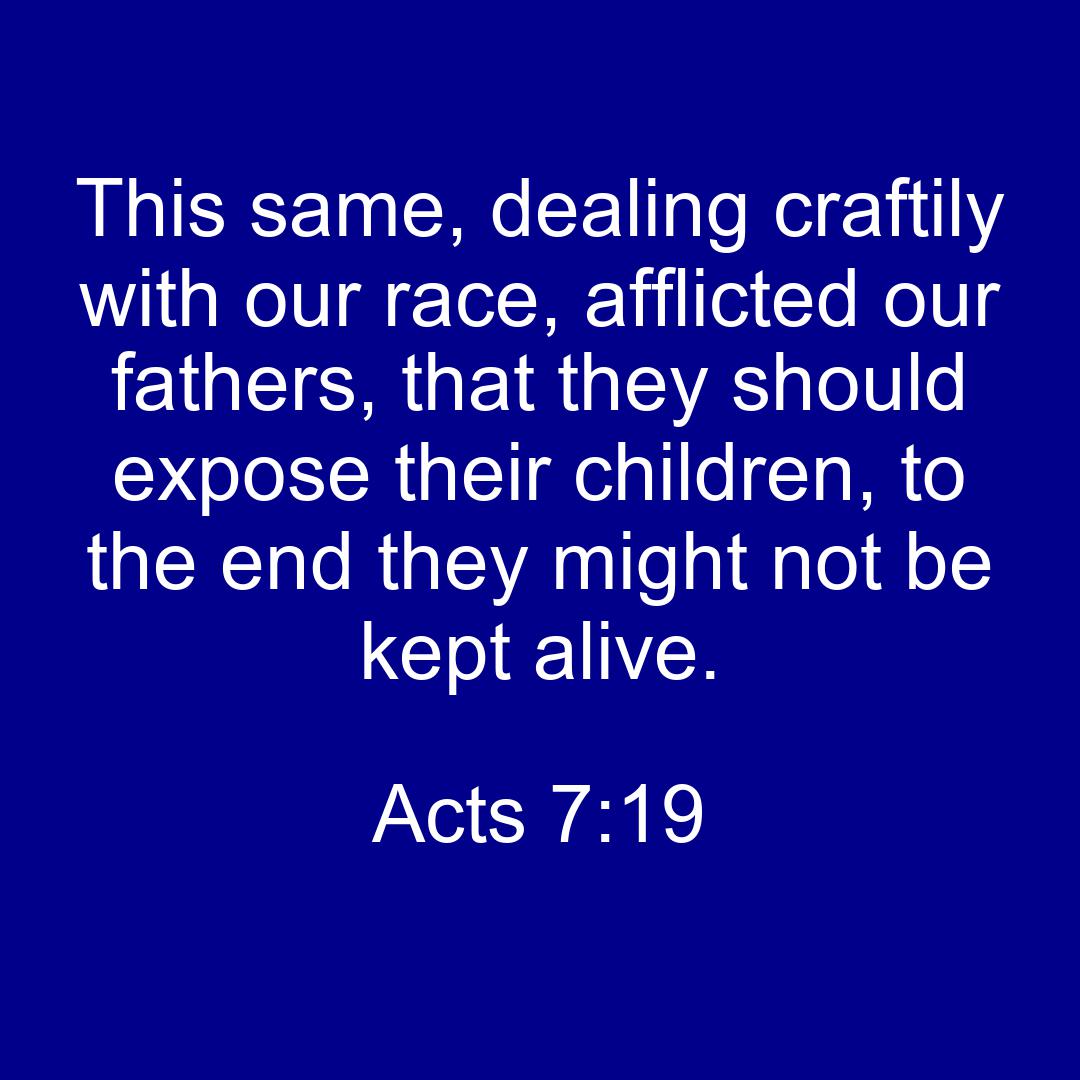 This same, dealing craftily
with our race, afflicted our
fathers, that they should
expose their children, to
the end they might not be
kept alive.
Acts 7:19